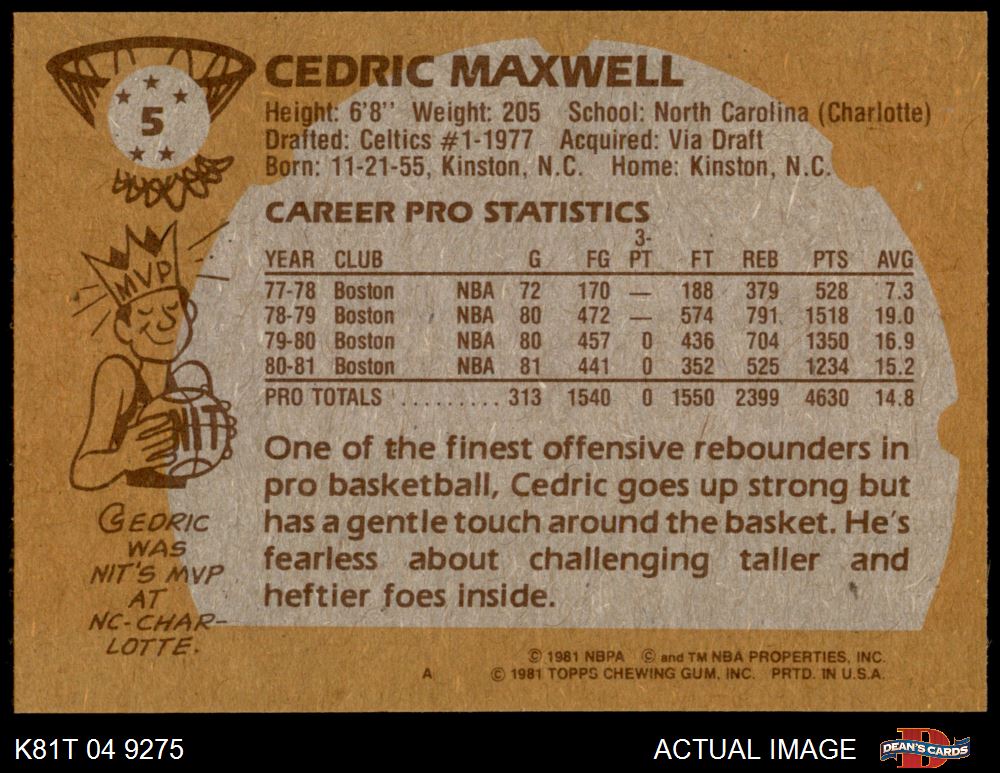 5
CEDRIC MAXWELL
Height: 6'8'' Weight: 205 School: North Carolina (Charlotte)
Drafted: Celtics #1-1977 Acquired: Via Draft
Born: 11-21-55, Kinston, N.C. Home: Kinston, N.C.
CAREER PRO STATISTICS
YEAR CLUB G FG 3-PT FT REB PTS AVG
77-78 Boston NBA 72 170 — 188 379 528 7.3
78-79 Boston NBA 80 472 — 574 791 1518 19.0
79-80 Boston NBA 80 457 0 436 704 1350 16.9
80-81 Boston NBA 81 441 0 352 525 1234 15.2
PRO TOTALS .......... 313 1540 0 1550 2399 4630 14.8
One of the finest offensive rebounders in
pro basketball, Cedric goes up strong but
has a gentle touch around the basket. He's
fearless about challenging taller and
heftier foes inside.
MVP
NIT
CEDRIC
WAS
NIT'S MVP
AT
NC-CHAR-
LOTTE.
© 1981 NBPA © and TM NBA PROPERTIES, INC.
A © 1981 TOPPS CHEWING GUM, INC. PRTD. IN U.S.A.
K81T 04 9275 ACTUAL IMAGE DEAN'S CARDS